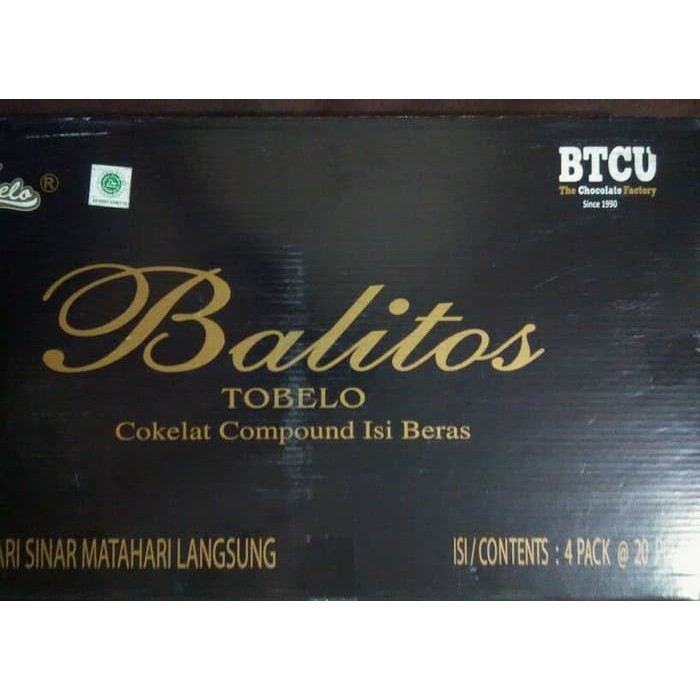 BTCU
The Chocolate Factory
Since 1990
Balitos
TOBELO
Cokelat Compound Isi Beras
SINAR MATAHARI LANGSUNG
ISI / CONTENTS : 4 PACK @ 20